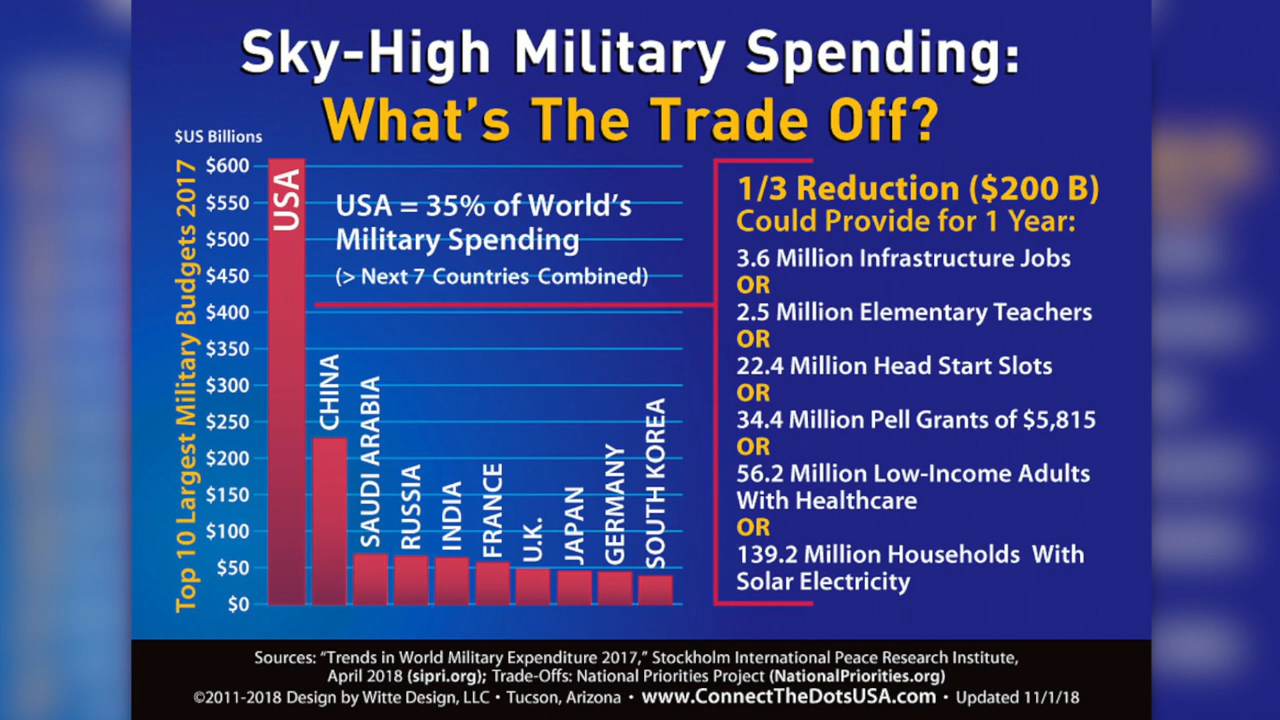 Sky-High Military Spending:
What's The Trade Off?
$US Billions
Top 10 Largest Military Budgets 2017
$600
$550
$500
$450
$400
$350
$300
$250
$200
$150
$100
$50
$0
USA
CHINA
SAUDI ARABIA
RUSSIA
INDIA
FRANCE
U.K.
JAPAN
GERMANY
SOUTH KOREA
USA = 35% of World's
Military Spending
(> Next 7 Countries Combined)
1/3 Reduction ($200 B)
Could Provide for 1 Year:
3.6 Million Infrastructure Jobs
OR
2.5 Million Elementary Teachers
OR
22.4 Million Head Start Slots
OR
34.4 Million Pell Grants of $5,815
OR
56.2 Million Low-Income Adults
With Healthcare
OR
139.2 Million Households With
Solar Electricity
Sources: "Trends in World Military Expenditure 2017," Stockholm International Peace Research Institute,
April 2018 (sipri.org); Trade-Offs: National Priorities Project (NationalPriorities.org)
©2011-2018 Design by Witte Design, LLC • Tucson, Arizona • www.ConnectTheDotsUSA.com • Updated 11/1/18